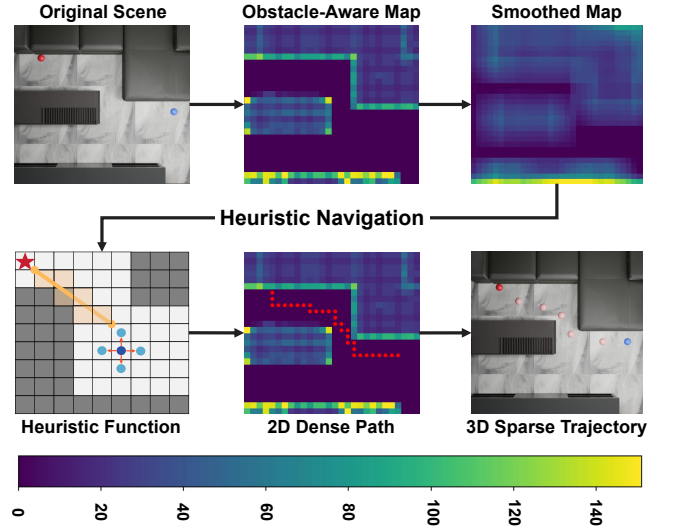 Original Scene
Obstacle-Aware Map
Smoothed Map
Heuristic Navigation
Heuristic Function
2D Dense Path
3D Sparse Trajectory
0
20
40
60
80
100
120
140